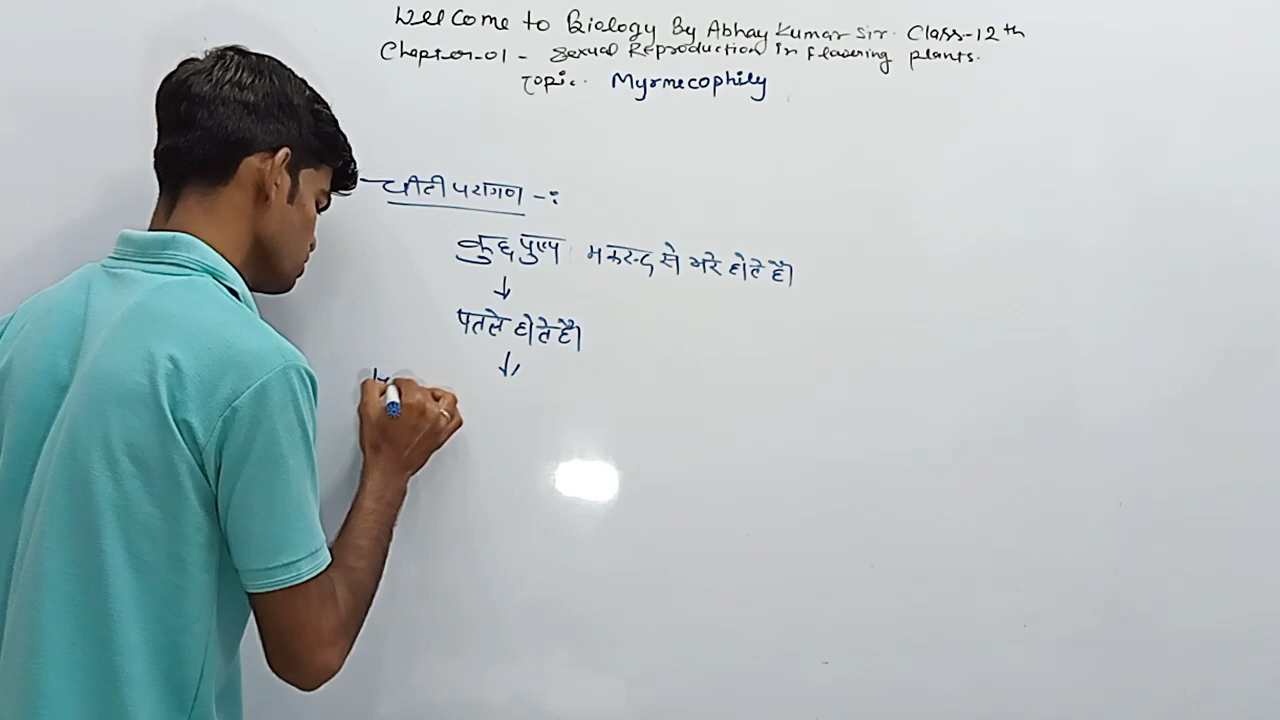 Welcome to Biology By Abhay Kumar Sir. Class-12th
Chapter-01 - Sexual Reproduction in Flowering plants.
Topic. Myrmecophily
चीटी परागण -:
कुछ पुष्प मकरन्द से भरे होते है।
↓
पतले होते है।
↓